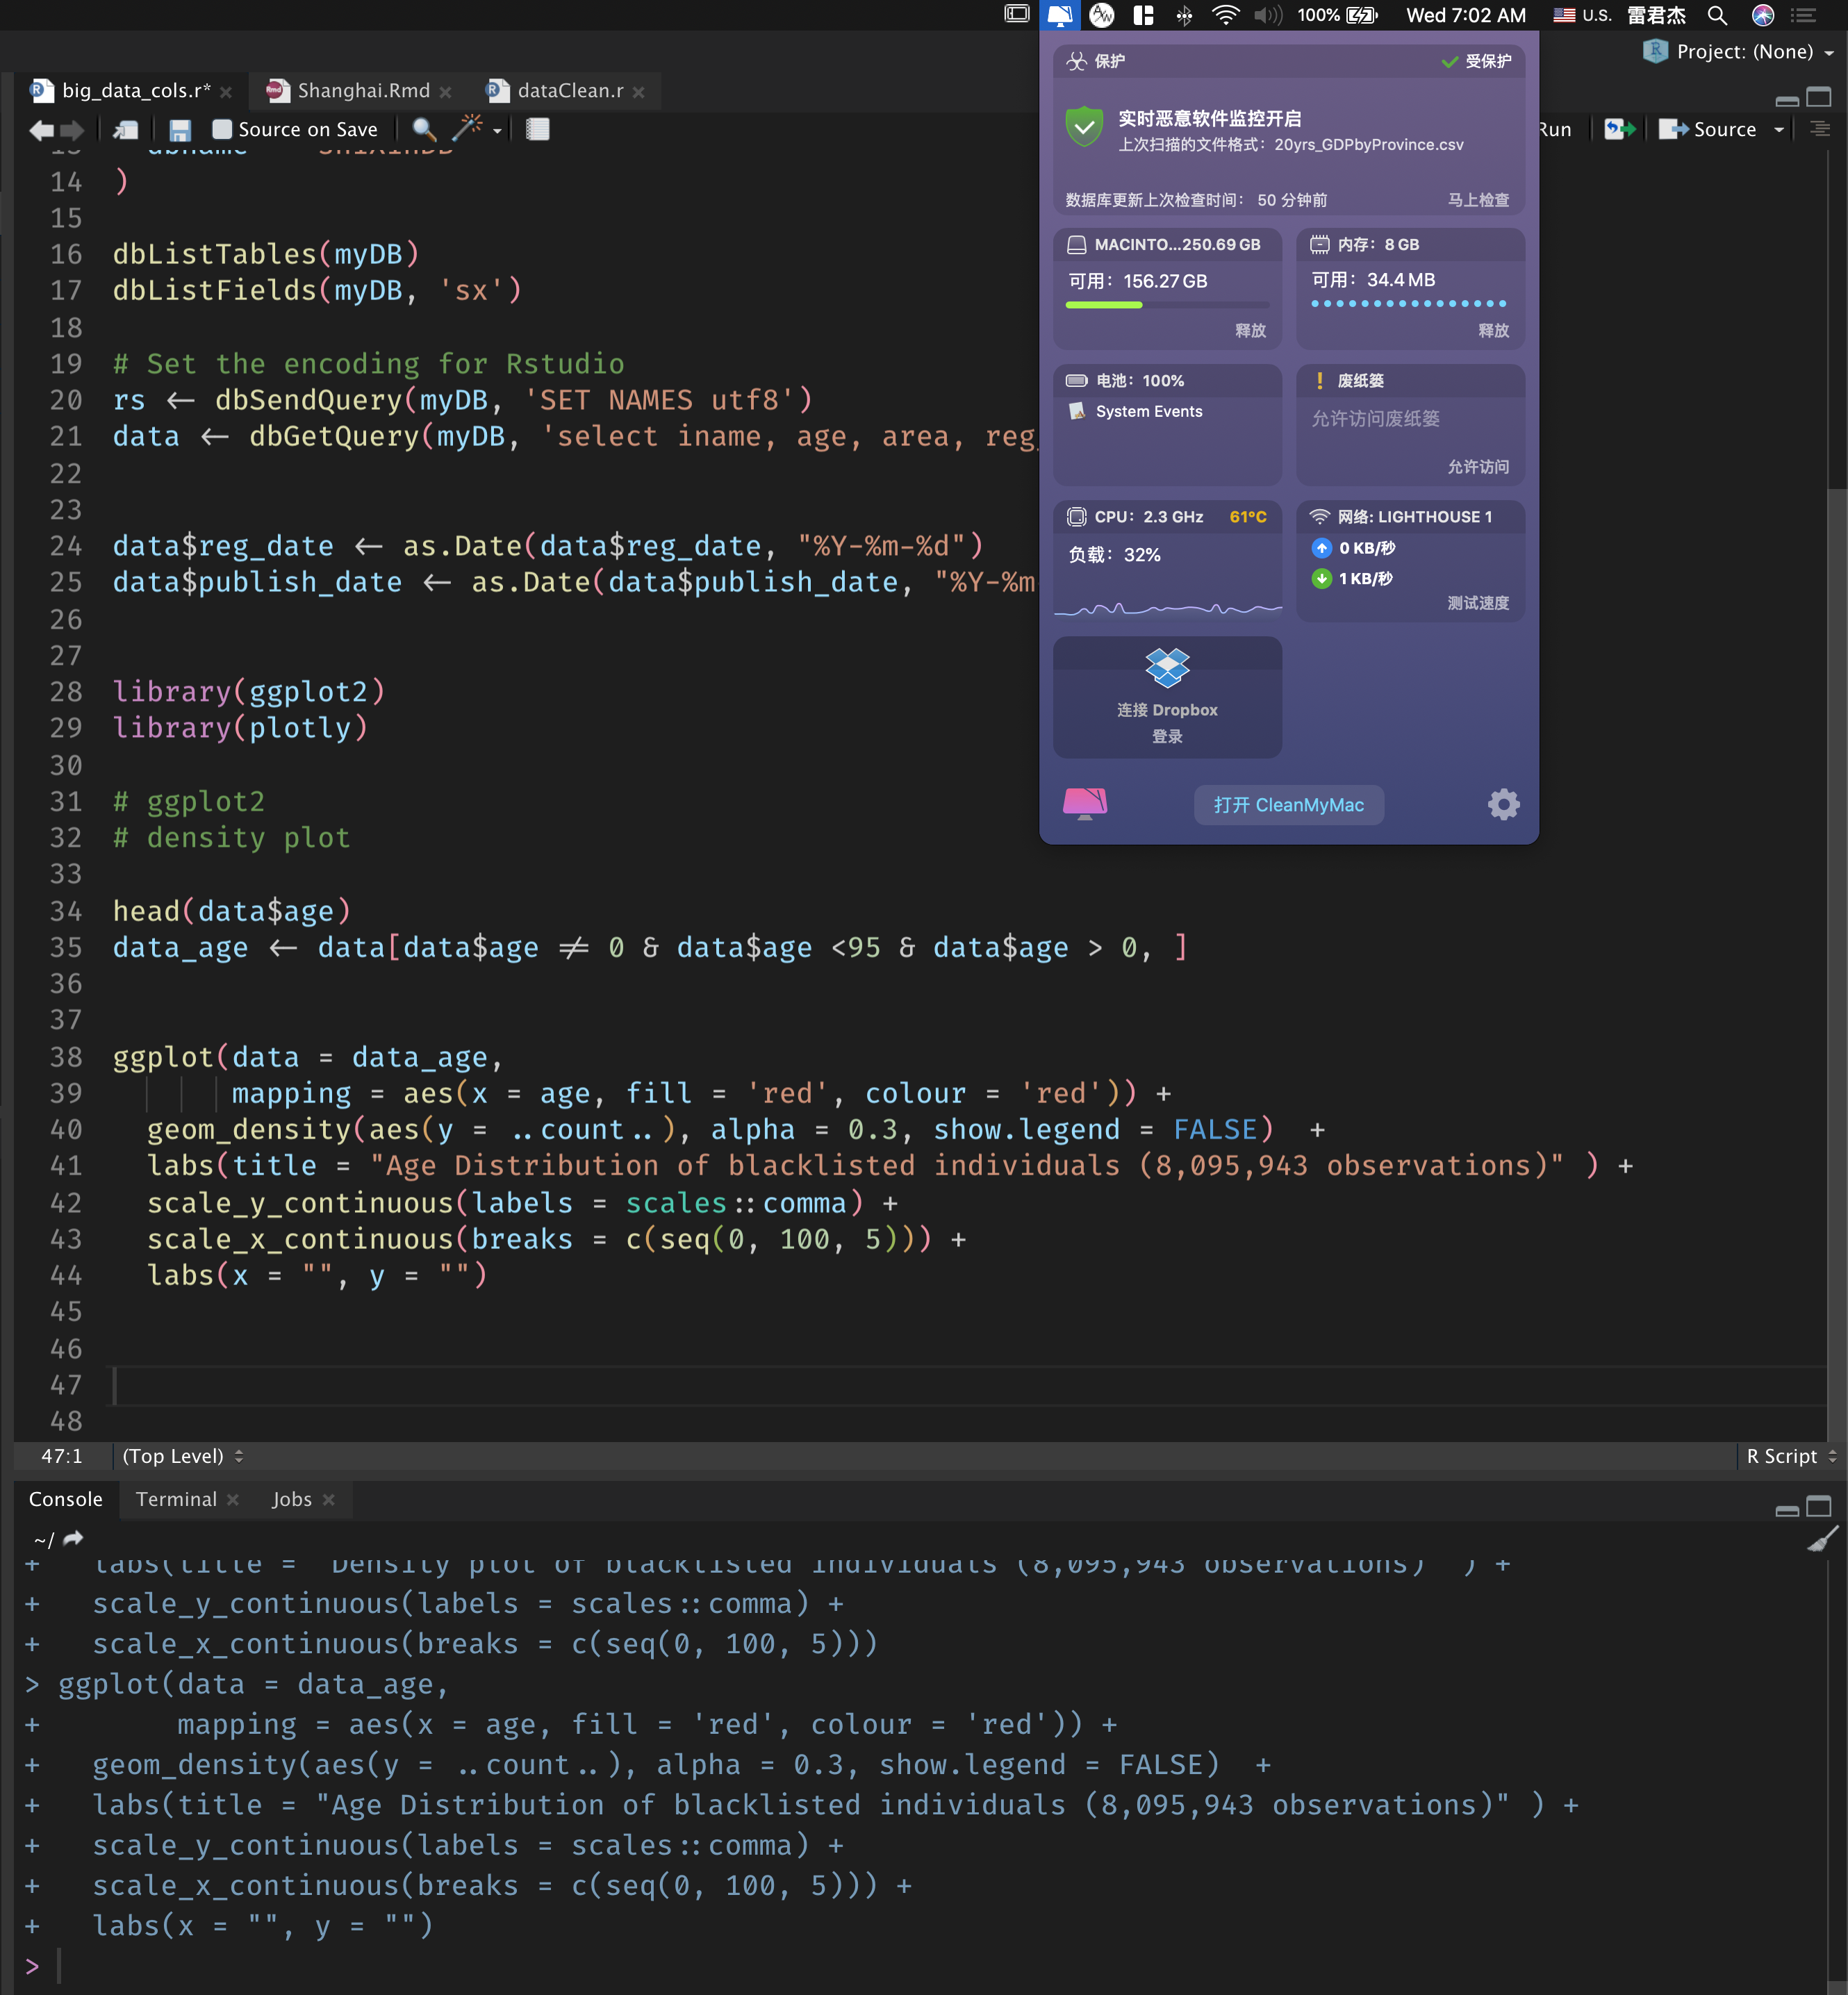 100% Wed 7:02 AM U.S. 雷君杰
Project: (None)
big_data_cols.r* Shanghai.Rmd dataClean.r
Source on Save Run Source
保护 受保护
实时恶意软件监控开启
上次扫描的文件格式：20yrs_GDPbyProvince.csv
数据库更新上次检查时间： 50 分钟前 马上检查
MACINTO...250.69 GB
可用：156.27 GB
释放
内存：8 GB
可用：34.4 MB
释放
电池：100%
System Events
废纸篓
允许访问废纸篓
允许访问
CPU：2.3 GHz 61°C
负载：32%
网络: LIGHTHOUSE 1
0 KB/秒
1 KB/秒
测试速度
连接 Dropbox
登录
打开 CleanMyMac
14 )
15
16 dbListTables(myDB)
17 dbListFields(myDB, 'sx')
18
19 # Set the encoding for Rstudio
20 rs <- dbSendQuery(myDB, 'SET NAMES utf8')
21 data <- dbGetQuery(myDB, 'select iname, age, area, reg_
22
23
24 data$reg_date <- as.Date(data$reg_date, "%Y-%m-%d")
25 data$publish_date <- as.Date(data$publish_date, "%Y-%m
26
27
28 library(ggplot2)
29 library(plotly)
30
31 # ggplot2
32 # density plot
33
34 head(data$age)
35 data_age <- data[data$age != 0 & data$age <95 & data$age > 0, ]
36
37
38 ggplot(data = data_age,
39 mapping = aes(x = age, fill = 'red', colour = 'red')) +
40 geom_density(aes(y = ..count..), alpha = 0.3, show.legend = FALSE) +
41 labs(title = "Age Distribution of blacklisted individuals (8,095,943 observations)" ) +
42 scale_y_continuous(labels = scales::comma) +
43 scale_x_continuous(breaks = c(seq(0, 100, 5))) +
44 labs(x = "", y = "")
45
46
47
48
47:1 (Top Level) R Script
Console Terminal Jobs
~/
+ labs(title = "Density plot of blacklisted individuals (8,095,943 observations)" ) +
+ scale_y_continuous(labels = scales::comma) +
+ scale_x_continuous(breaks = c(seq(0, 100, 5)))
> ggplot(data = data_age,
+ mapping = aes(x = age, fill = 'red', colour = 'red')) +
+ geom_density(aes(y = ..count..), alpha = 0.3, show.legend = FALSE) +
+ labs(title = "Age Distribution of blacklisted individuals (8,095,943 observations)" ) +
+ scale_y_continuous(labels = scales::comma) +
+ scale_x_continuous(breaks = c(seq(0, 100, 5))) +
+ labs(x = "", y = "")
>